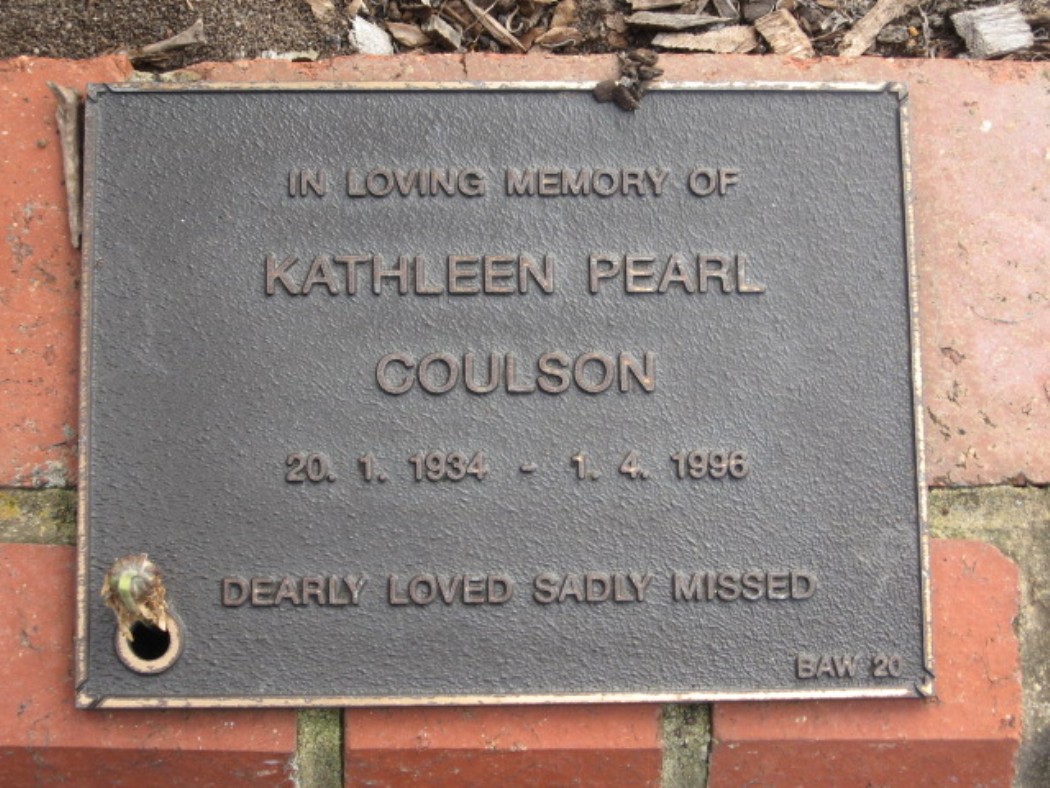 IN LOVING MEMORY OF
KATHLEEN PEARL
COULSON
20. 1. 1934 - 1. 4. 1996
DEARLY LOVED SADLY MISSED
BAW 20